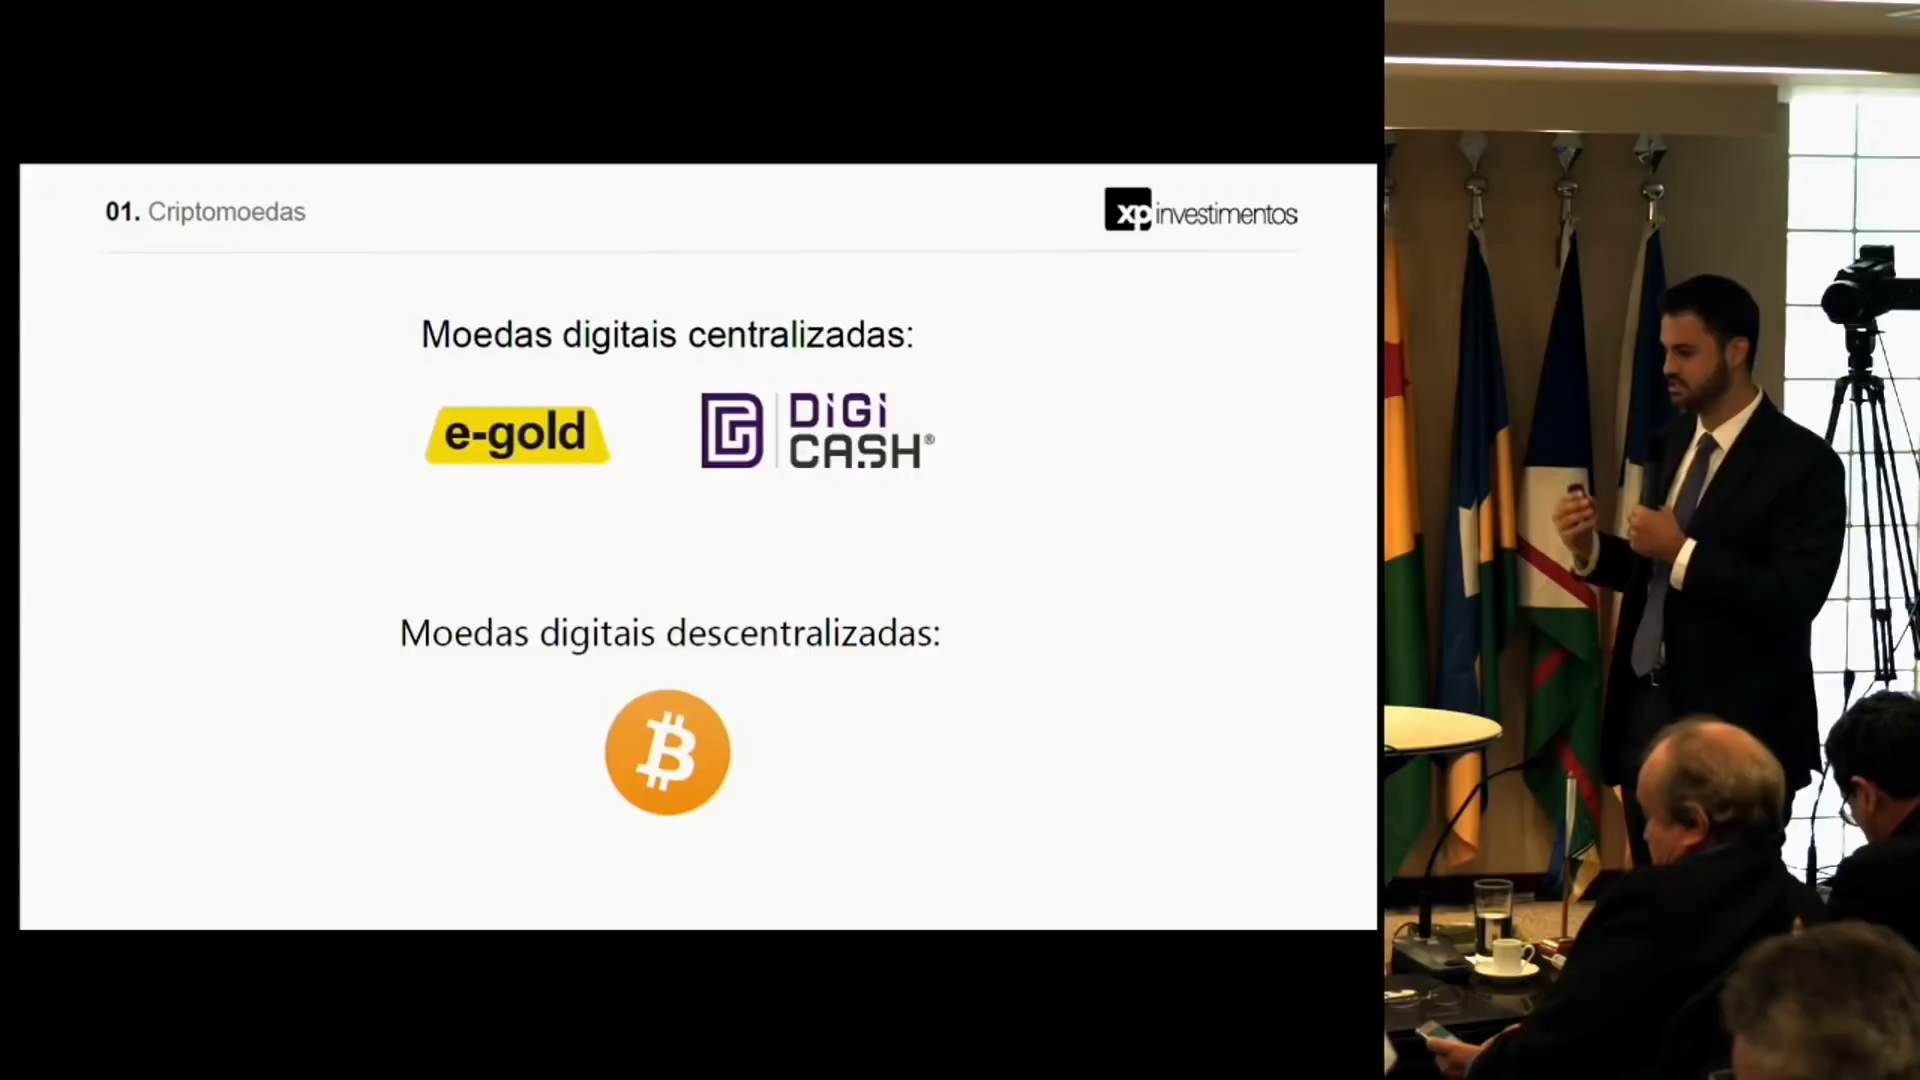 01. Criptomoedas
xp investimentos
Moedas digitais centralizadas:
e-gold
DiGi
CASH®
Moedas digitais descentralizadas: